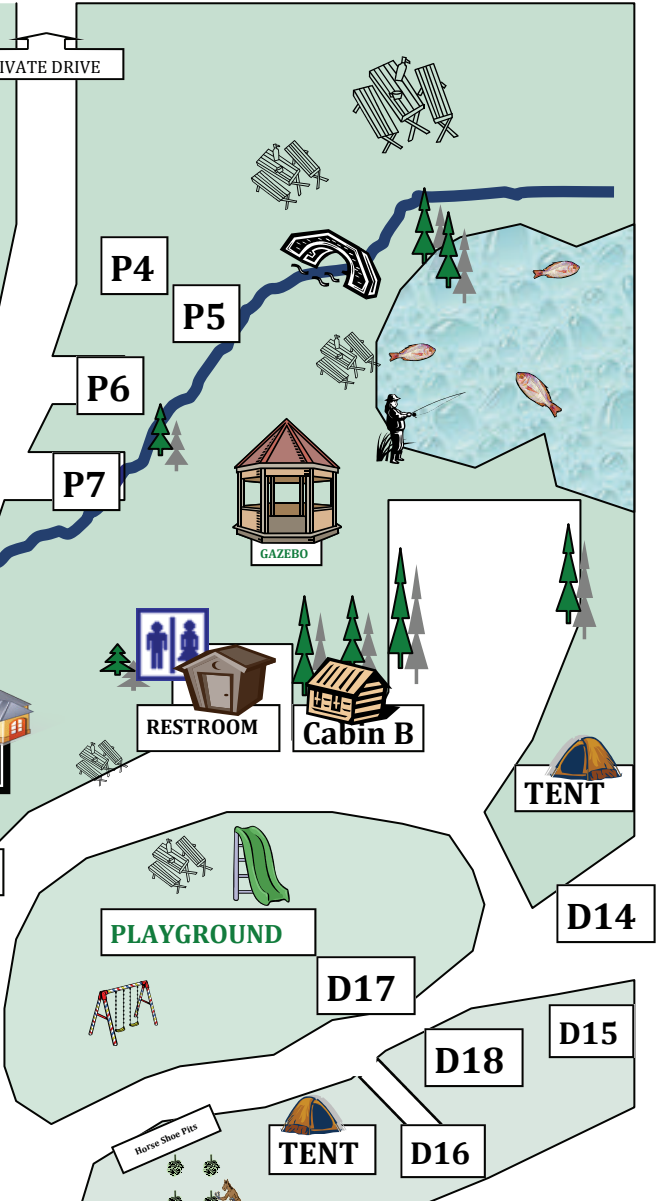 IVATE DRIVE
P4
P5
P6
P7
GAZEBO
RESTROOM
Cabin B
TENT
D14
PLAYGROUND
D17
D15
D18
Horse Shoe Pits
TENT
D16